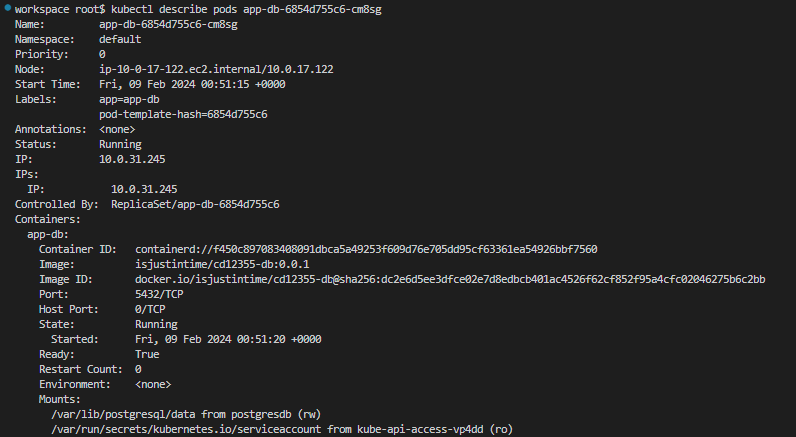 workspace root$ kubectl describe pods app-db-6854d755c6-cm8sg
Name: app-db-6854d755c6-cm8sg
Namespace: default
Priority: 0
Node: ip-10-0-17-122.ec2.internal/10.0.17.122
Start Time: Fri, 09 Feb 2024 00:51:15 +0000
Labels: app=app-db
pod-template-hash=6854d755c6
Annotations: <none>
Status: Running
IP: 10.0.31.245
IPs:
IP: 10.0.31.245
Controlled By: ReplicaSet/app-db-6854d755c6
Containers:
app-db:
Container ID: containerd://f450c897083408091dbca5a49253f609d76e705dd95cf63361ea54926bbf7560
Image: isjustintime/cd12355-db:0.0.1
Image ID: docker.io/isjustintime/cd12355-db@sha256:dc2e6d5ee3dfce02e7d8edbcb401ac4526f62cf852f95a4cfc02046275b6c2bb
Port: 5432/TCP
Host Port: 0/TCP
State: Running
Started: Fri, 09 Feb 2024 00:51:20 +0000
Ready: True
Restart Count: 0
Environment: <none>
Mounts:
/var/lib/postgresql/data from postgresdb (rw)
/var/run/secrets/kubernetes.io/serviceaccount from kube-api-access-vp4dd (ro)